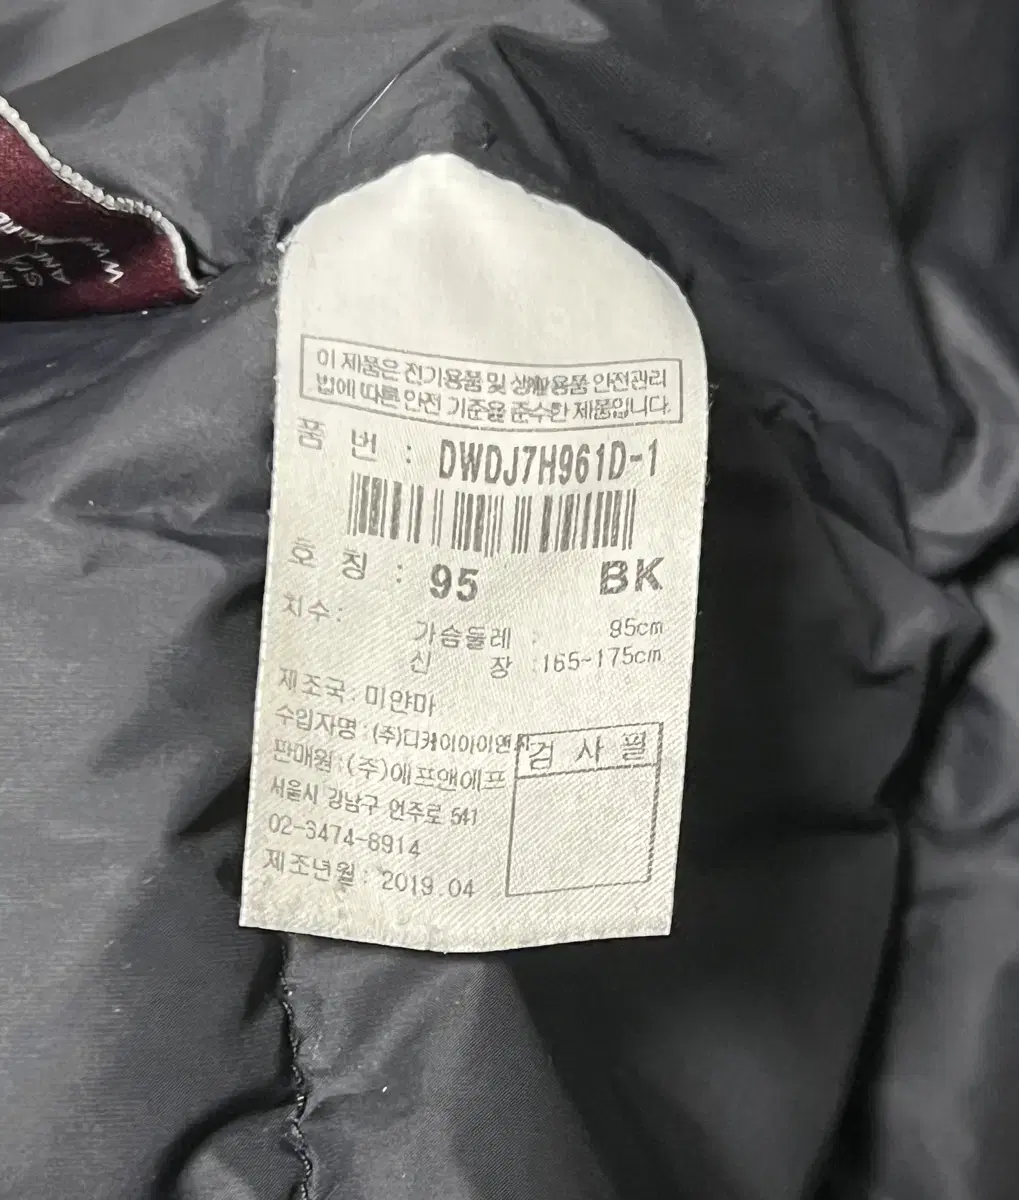 이 제품은 전기용품 및 생활용품 안전관리
법에 따른 안전 기준을 준수한 제품입니다.
품 번 : DWDJ7H961D-1
호 칭 : 95 BK
치수:
가슴둘레 : 95cm
신 장 :165~175cm
제조국: 미얀마
수입자명 :(주)디케이아이앤씨
판매원 :(주)에프앤에프
검 사 필
서울시 강남구 언주로 541
02-3474-8914
제조년월 : 2019.04